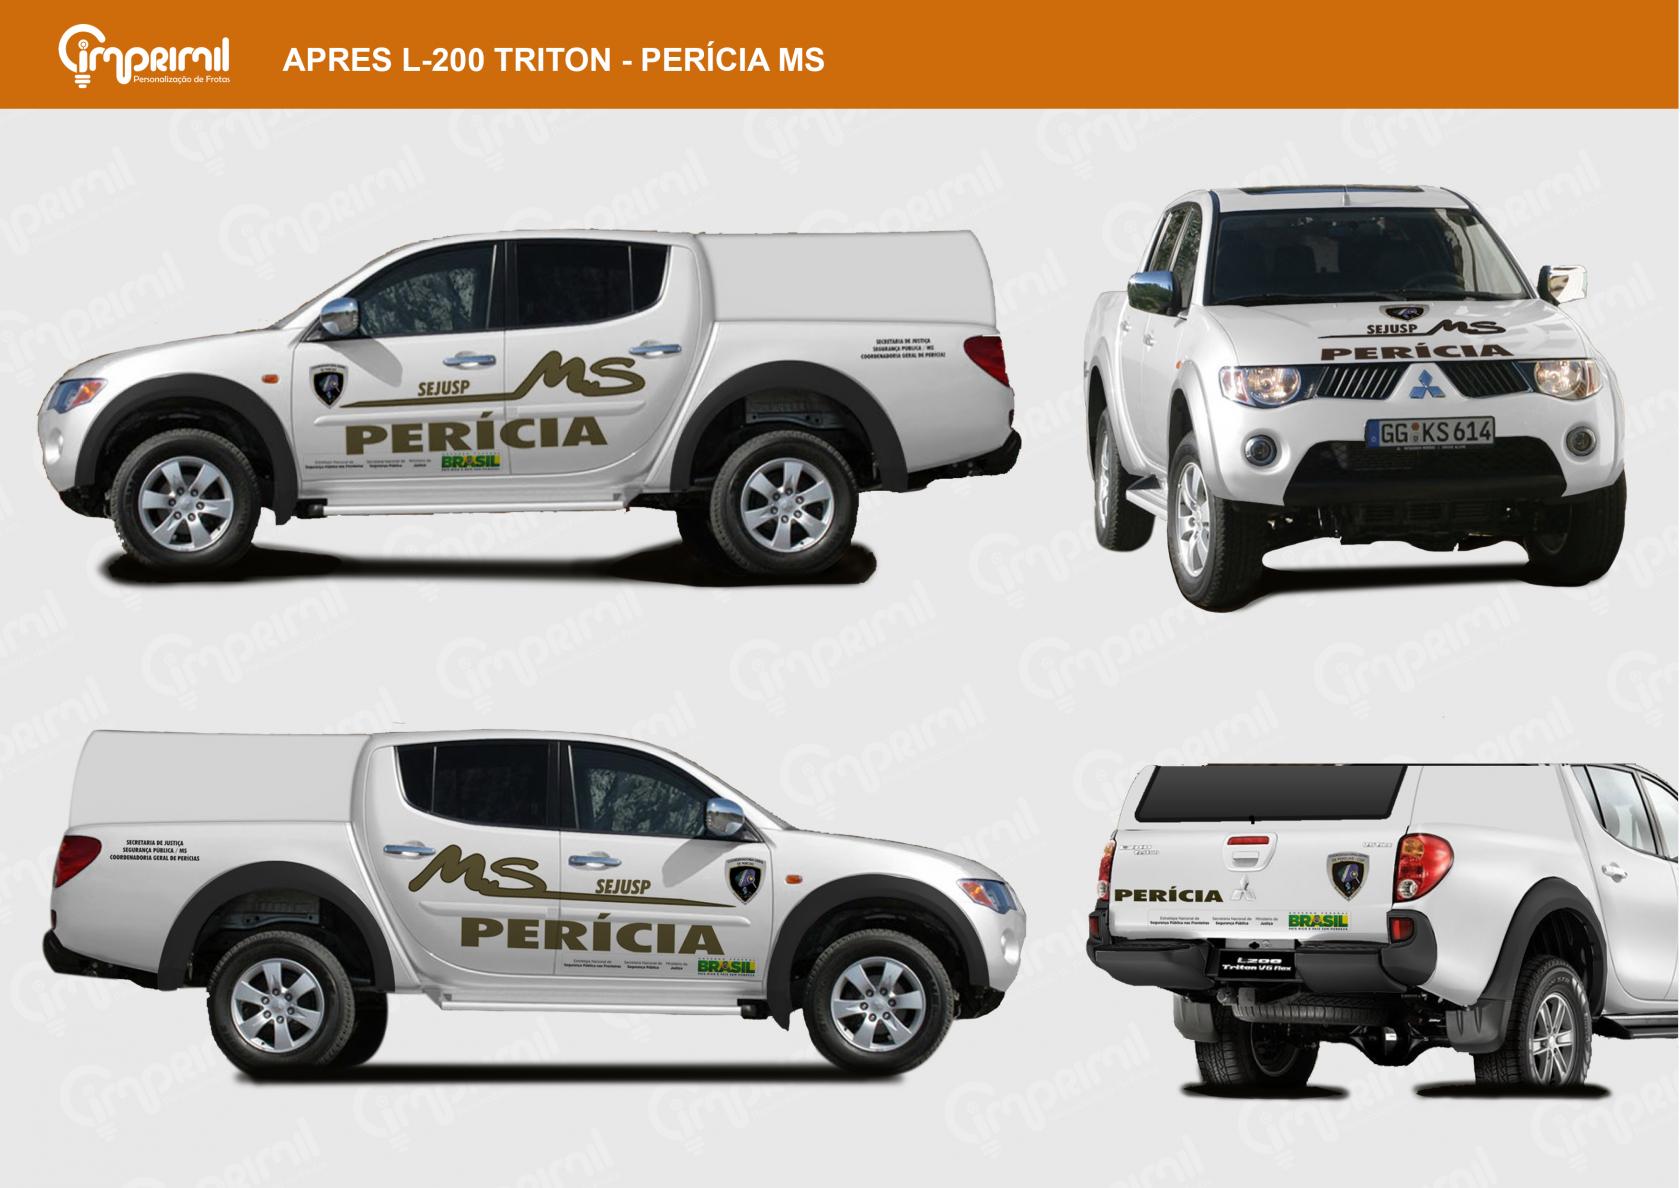 imprimil
Personalização de Frotas
APRES L-200 TRITON - PERÍCIA MS
SEJUSP MS
PERÍCIA
Estratégia Nacional de Segurança Pública nas Fronteiras
Secretaria Nacional de Segurança Pública
Ministério da Justiça
BRASIL
SECRETARIA DE JUSTIÇA
SEGURANÇA PÚBLICA / MS
COORDENADORIA GERAL DE PERÍCIAS
SEJUSP MS
PERÍCIA
GG KS 614
SECRETARIA DE JUSTIÇA
SEGURANÇA PÚBLICA / MS
COORDENADORIA GERAL DE PERÍCIAS
MS SEJUSP
PERÍCIA
Estratégia Nacional de Segurança Pública nas Fronteiras
Secretaria Nacional de Segurança Pública
Ministério da Justiça
BRASIL
PERÍCIA
Estratégia Nacional de Segurança Pública nas Fronteiras
Secretaria Nacional de Segurança Pública
Ministério da Justiça
BRASIL
L200
Triton V6 Flex